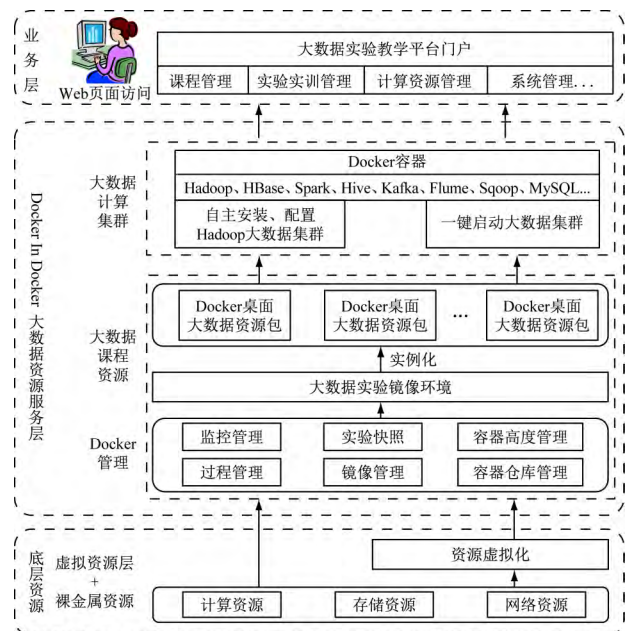 业务层
Web页面访问
大数据实验教学平台门户
课程管理 实验实训管理 计算资源管理 系统管理...
Docker In Docker 大数据资源服务层
大数据
计算
集群
Docker容器
Hadoop、HBase、Spark、Hive、Kafka、Flume、Sqoop、MySQL...
自主安装、配置
Hadoop大数据集群
一键启动大数据集群
大数据
课程
资源
Docker桌面
大数据资源包
Docker桌面
大数据资源包
...
Docker桌面
大数据资源包
实例化
大数据实验镜像环境
Docker
管理
监控管理 实验快照 容器高度管理
过程管理 镜像管理 容器仓库管理
底层资源
虚拟资源层
+
裸金属资源
资源虚拟化
计算资源 存储资源 网络资源